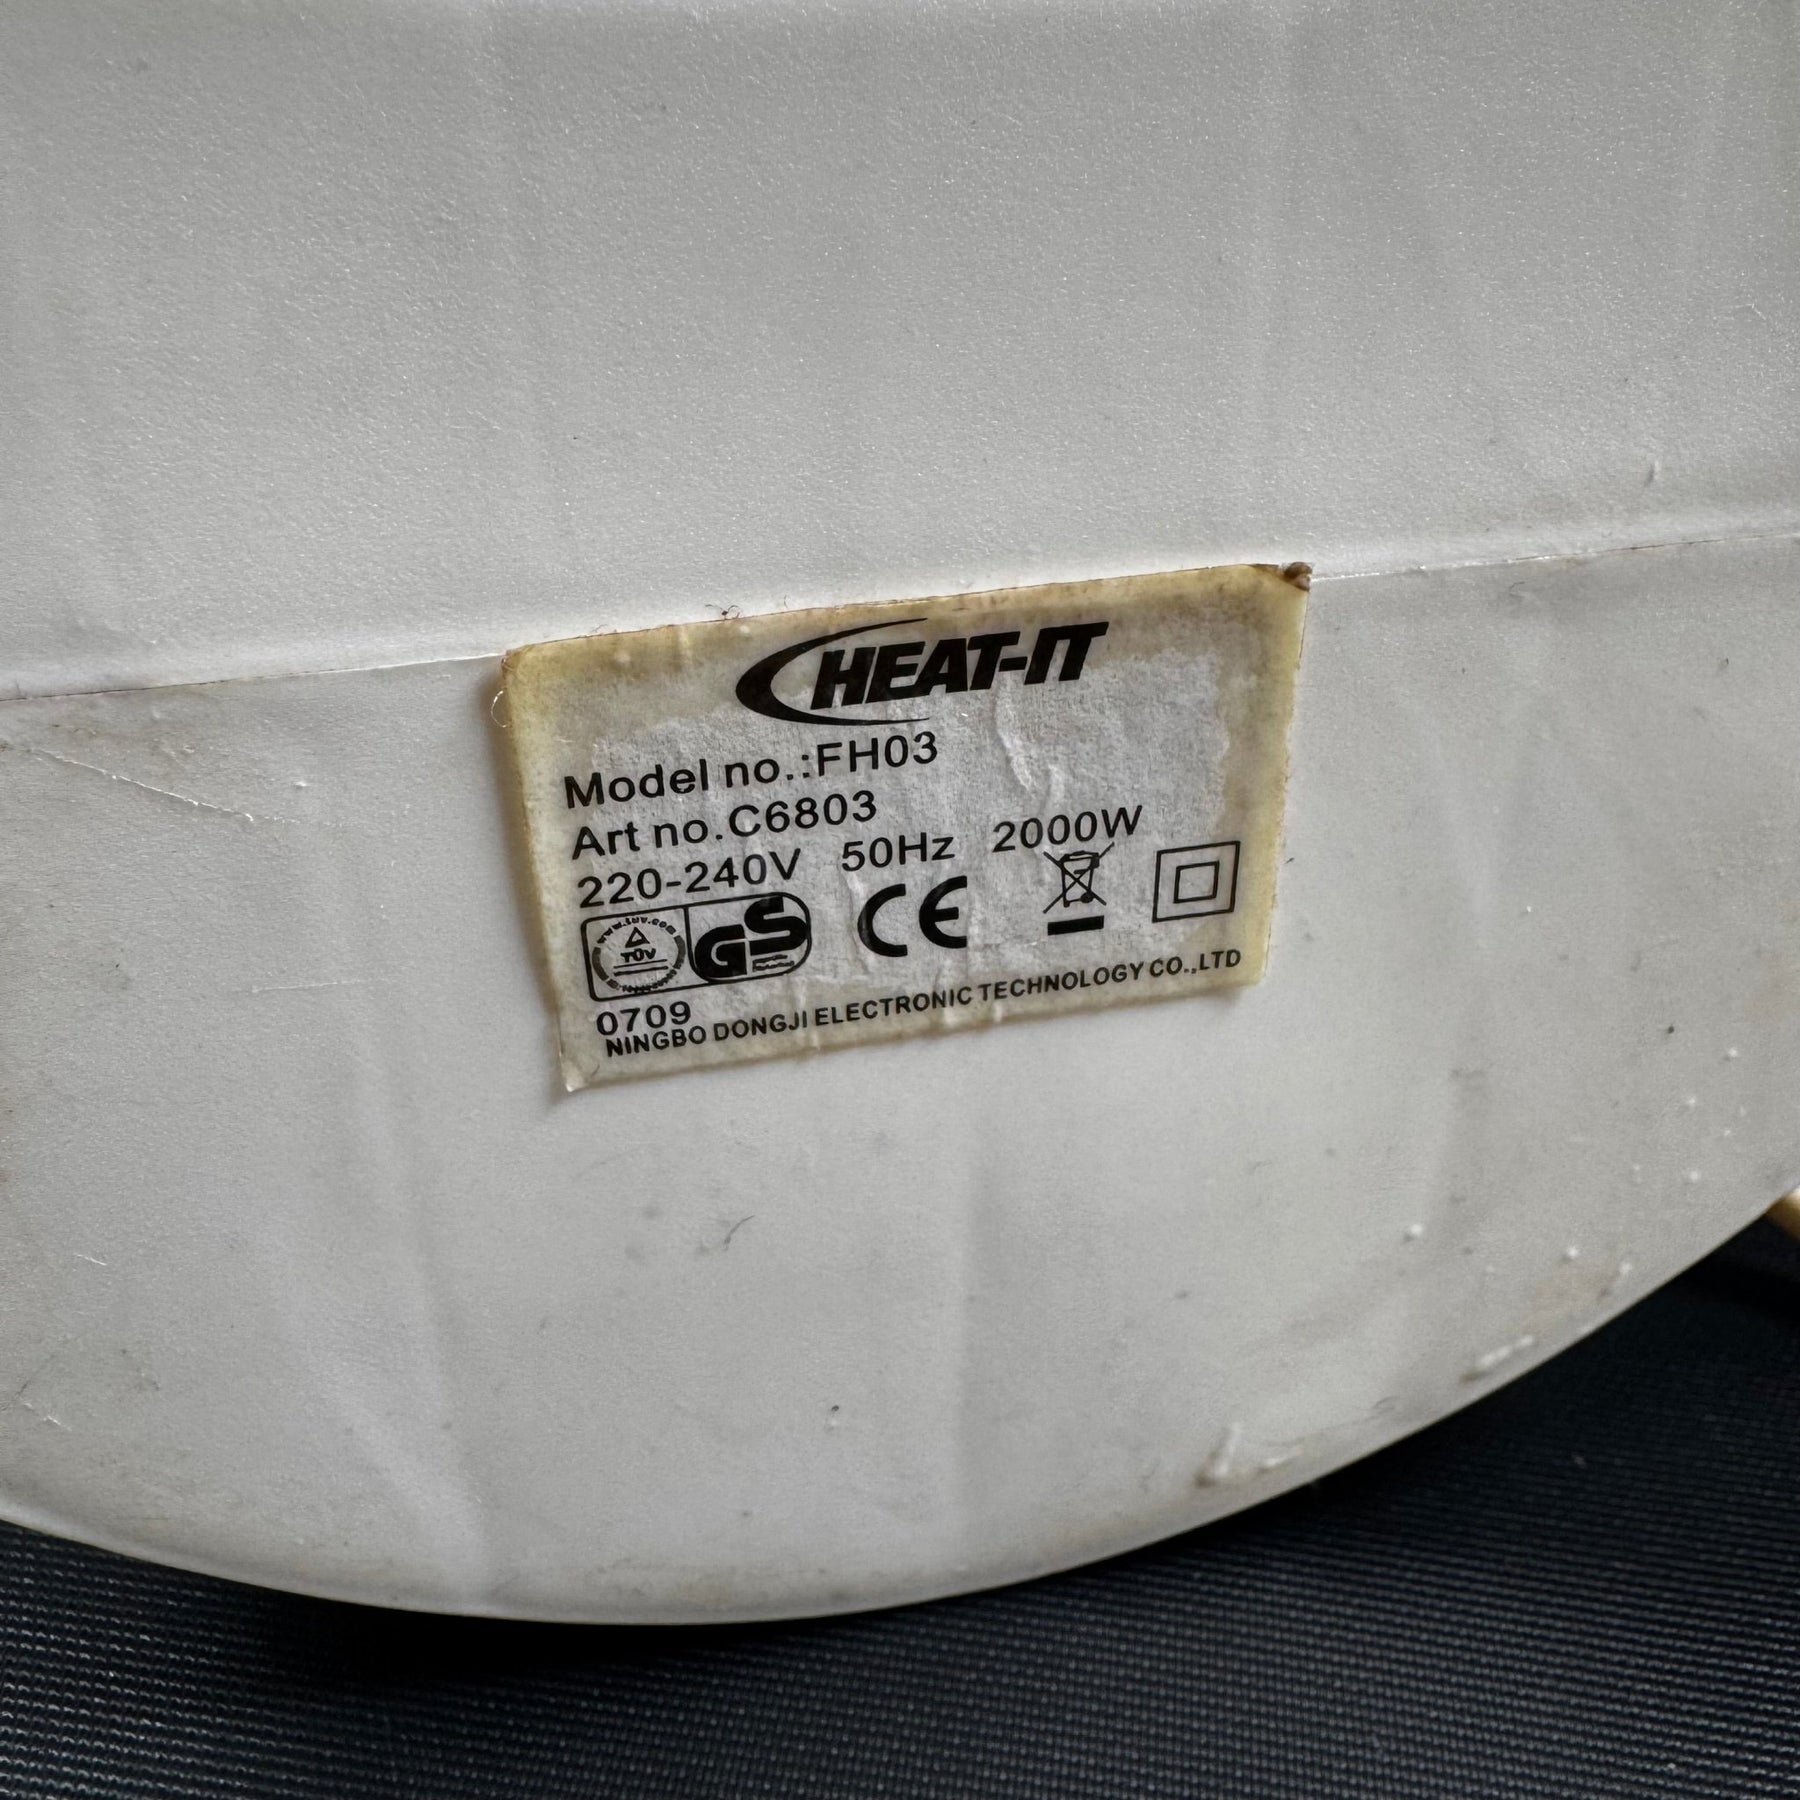 HEAT-IT
Model no.:FH03
Art no.C6803
220-240V 50Hz 2000W
TÜV GS CE
0709
NINGBO DONGJI ELECTRONIC TECHNOLOGY CO.,LTD